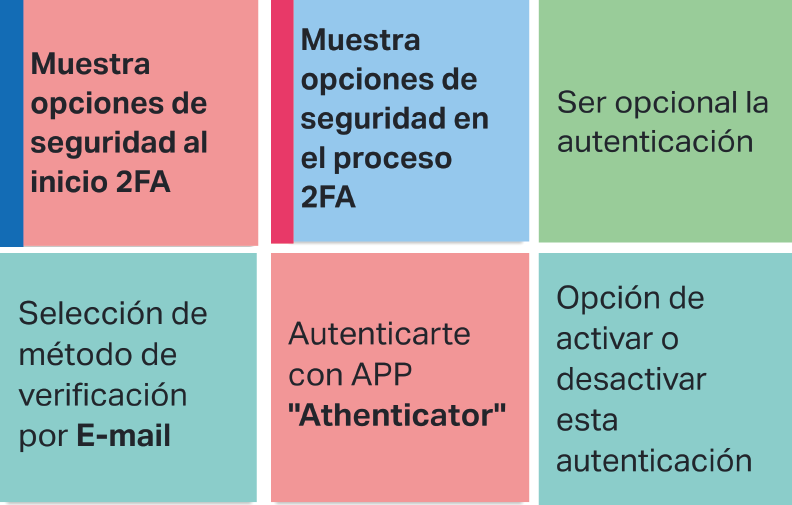 Muestra
opciones de
seguridad al
inicio 2FA
Muestra
opciones de
seguridad en
el proceso
2FA
Ser opcional la
autenticación
Selección de
método de
verificación
por E-mail
Autenticarte
con APP
"Athenticator"
Opción de
activar o
desactivar
esta
autenticación